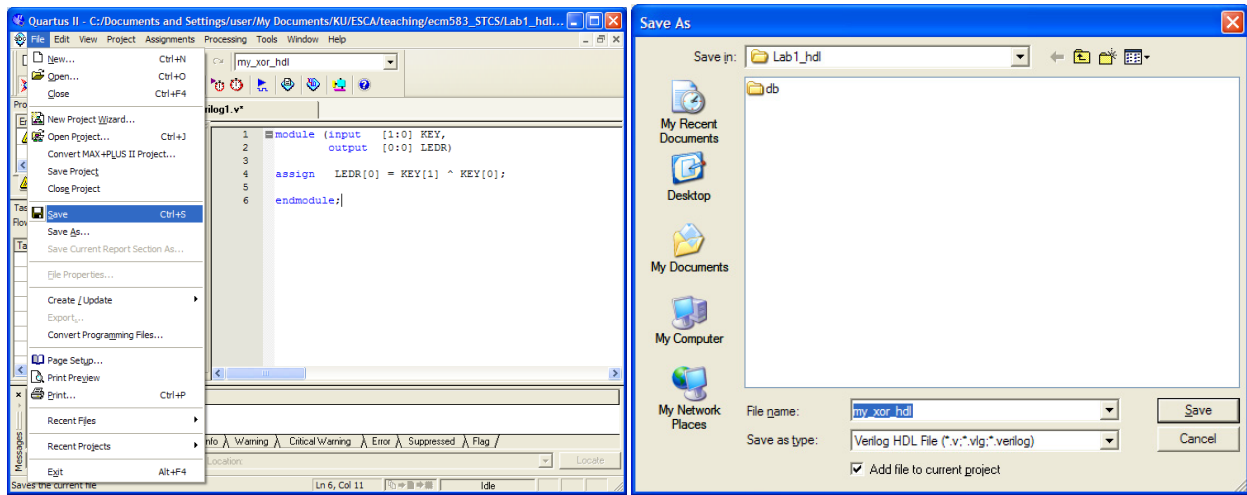 Quartus II - C:/Documents and Settings/user/My Documents/KU/ESCA/teaching/ecm583_STCS/Lab1_hdl...
File Edit View Project Assignments Processing Tools Window Help
New... Ctrl+N
Open... Ctrl+O
Close Ctrl+F4
New Project Wizard...
Open Project... Ctrl+J
Convert MAX+PLUS II Project...
Save Project
Close Project
Save Ctrl+S
Save As...
Save Current Report Section As...
File Properties...
Create / Update
Export...
Convert Programming Files...
Page Setup...
Print Preview
Print... Ctrl+P
Recent Files
Recent Projects
Exit Alt+F4
my_xor_hdl
rilog1.v*
1 module (input [1:0] KEY,
2 output [0:0] LEDR)
3
4 assign LEDR[0] = KEY[1] ^ KEY[0];
5
6 endmodule;
Pro
Tas
Flow
Ta
Messages
nfo Warning Critical Warning Error Suppressed Flag
Location: Locate
Saves the current file Ln 6, Col 11 Idle
Save As
Save in: Lab1_hdl
db
My Recent
Documents
Desktop
My Documents
My Computer
My Network
Places
File name: my_xor_hdl Save
Save as type: Verilog HDL File (*.v;*.vlg;*.verilog) Cancel
Add file to current project